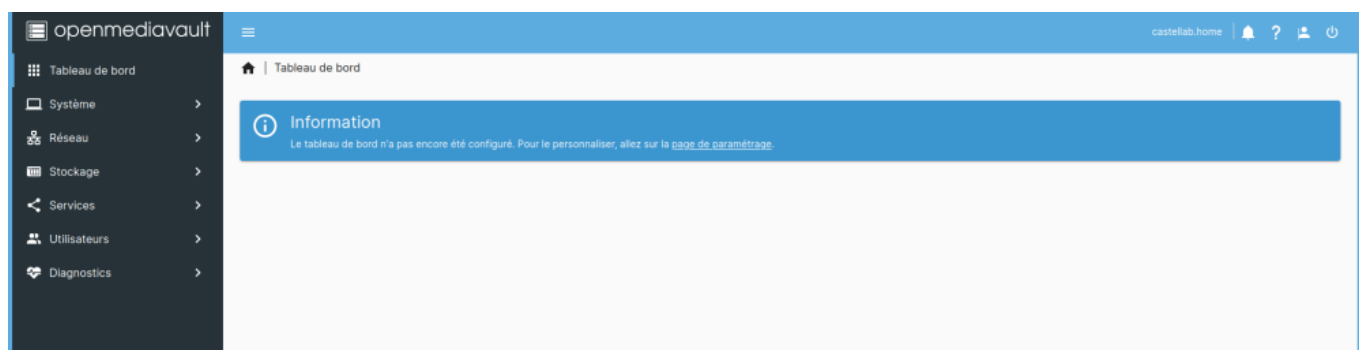 openmediavault
castellab.home
Tableau de bord
Tableau de bord
Système
Réseau
Stockage
Services
Utilisateurs
Diagnostics
Information
Le tableau de bord n'a pas encore été configuré. Pour le personnaliser, allez sur la page de paramétrage.